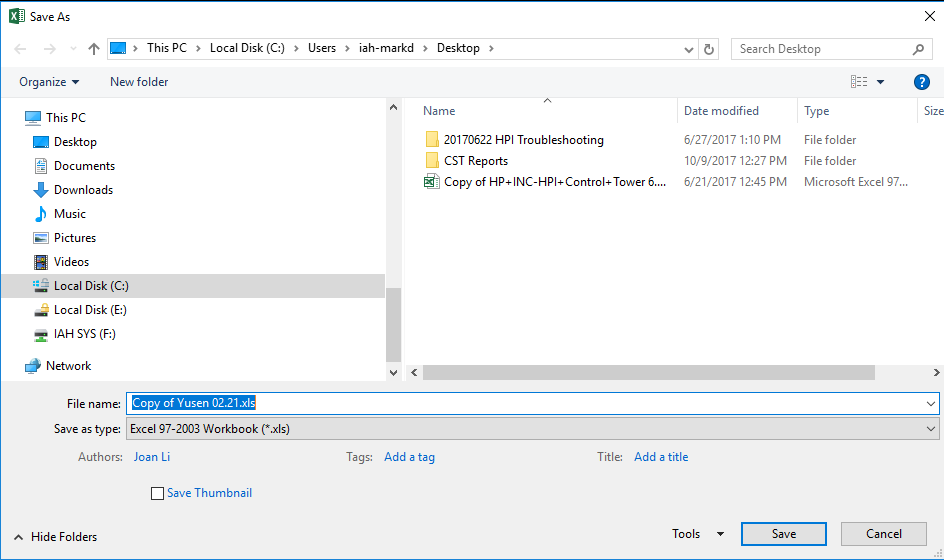 Save As
This PC > Local Disk (C:) > Users > iah-markd > Desktop >
Search Desktop
Organize
New folder
This PC
Desktop
Documents
Downloads
Music
Pictures
Videos
Local Disk (C:)
Local Disk (E:)
IAH SYS (F:)
Network
Name Date modified Type Size
20170622 HPI Troubleshooting 6/27/2017 1:10 PM File folder
CST Reports 10/9/2017 12:27 PM File folder
Copy of HP+INC-HPI+Control+Tower 6.... 6/21/2017 12:45 PM Microsoft Excel 97...
File name: Copy of Yusen 02.21.xls
Save as type: Excel 97-2003 Workbook (*.xls)
Authors: Joan Li Tags: Add a tag Title: Add a title
Save Thumbnail
Hide Folders Tools Save Cancel